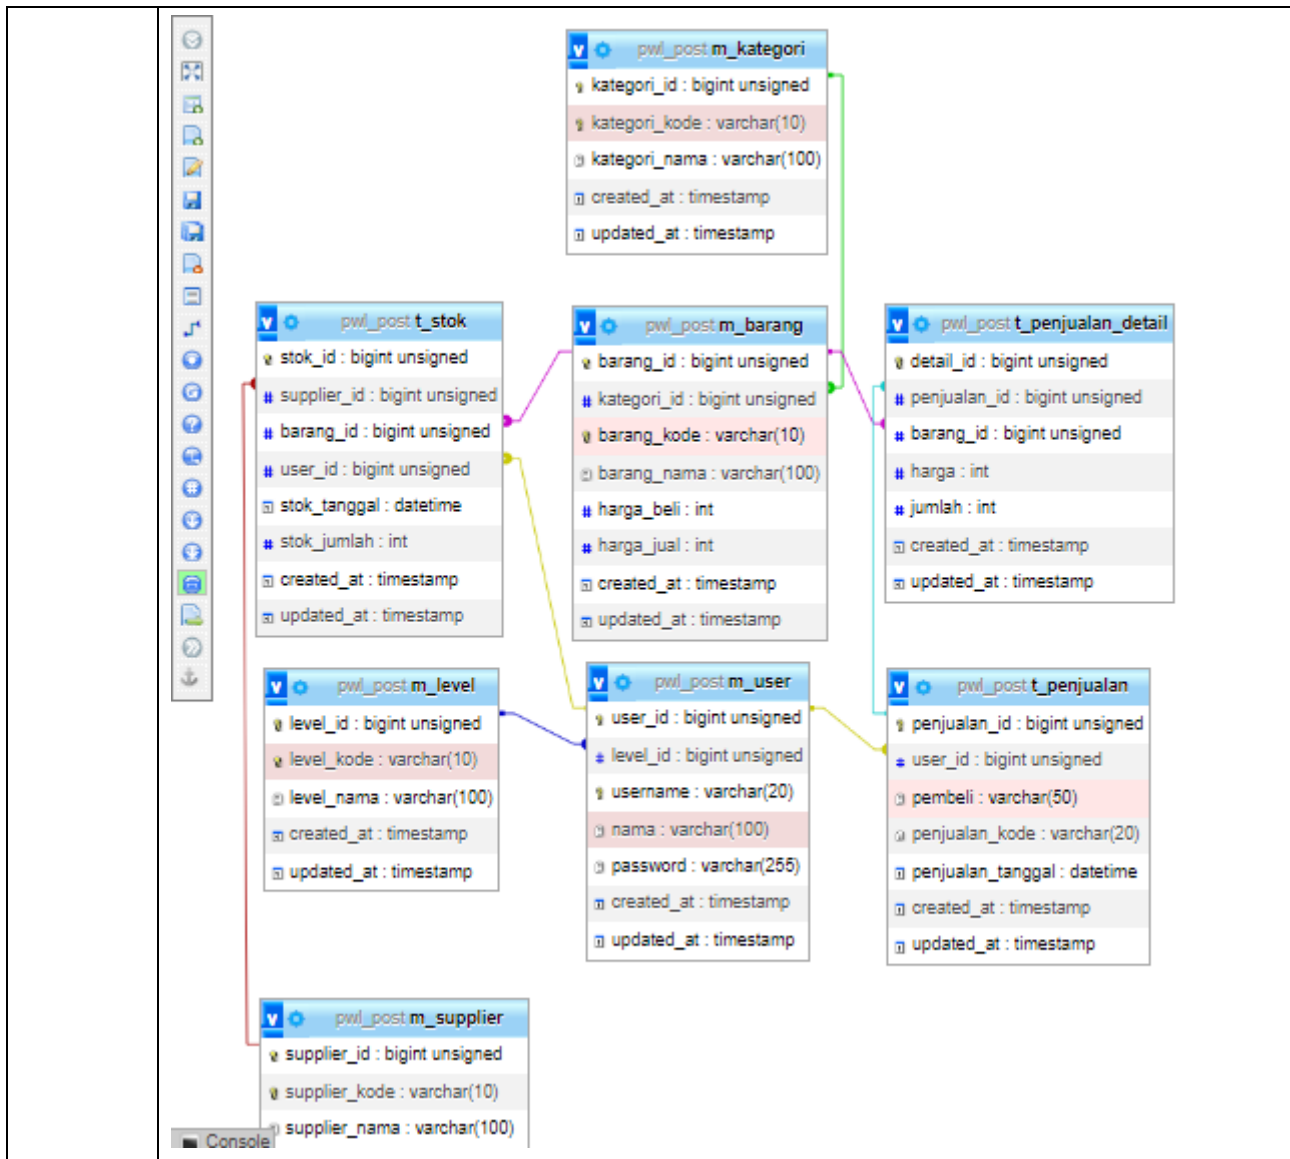 pwl_post m_kategori
kategori_id : bigint unsigned
kategori_kode : varchar(10)
kategori_nama : varchar(100)
created_at : timestamp
updated_at : timestamp
pwl_post t_stok
stok_id : bigint unsigned
supplier_id : bigint unsigned
barang_id : bigint unsigned
user_id : bigint unsigned
stok_tanggal : datetime
stok_jumlah : int
created_at : timestamp
updated_at : timestamp
pwl_post m_barang
barang_id : bigint unsigned
kategori_id : bigint unsigned
barang_kode : varchar(10)
barang_nama : varchar(100)
harga_beli : int
harga_jual : int
created_at : timestamp
updated_at : timestamp
pwl_post t_penjualan_detail
detail_id : bigint unsigned
penjualan_id : bigint unsigned
barang_id : bigint unsigned
harga : int
jumlah : int
created_at : timestamp
updated_at : timestamp
pwl_post m_level
level_id : bigint unsigned
level_kode : varchar(10)
level_nama : varchar(100)
created_at : timestamp
updated_at : timestamp
pwl_post m_user
user_id : bigint unsigned
level_id : bigint unsigned
username : varchar(20)
nama : varchar(100)
password : varchar(255)
created_at : timestamp
updated_at : timestamp
pwl_post t_penjualan
penjualan_id : bigint unsigned
user_id : bigint unsigned
pembeli : varchar(50)
penjualan_kode : varchar(20)
penjualan_tanggal : datetime
created_at : timestamp
updated_at : timestamp
pwl_post m_supplier
supplier_id : bigint unsigned
supplier_kode : varchar(10)
supplier_nama : varchar(100)
Console